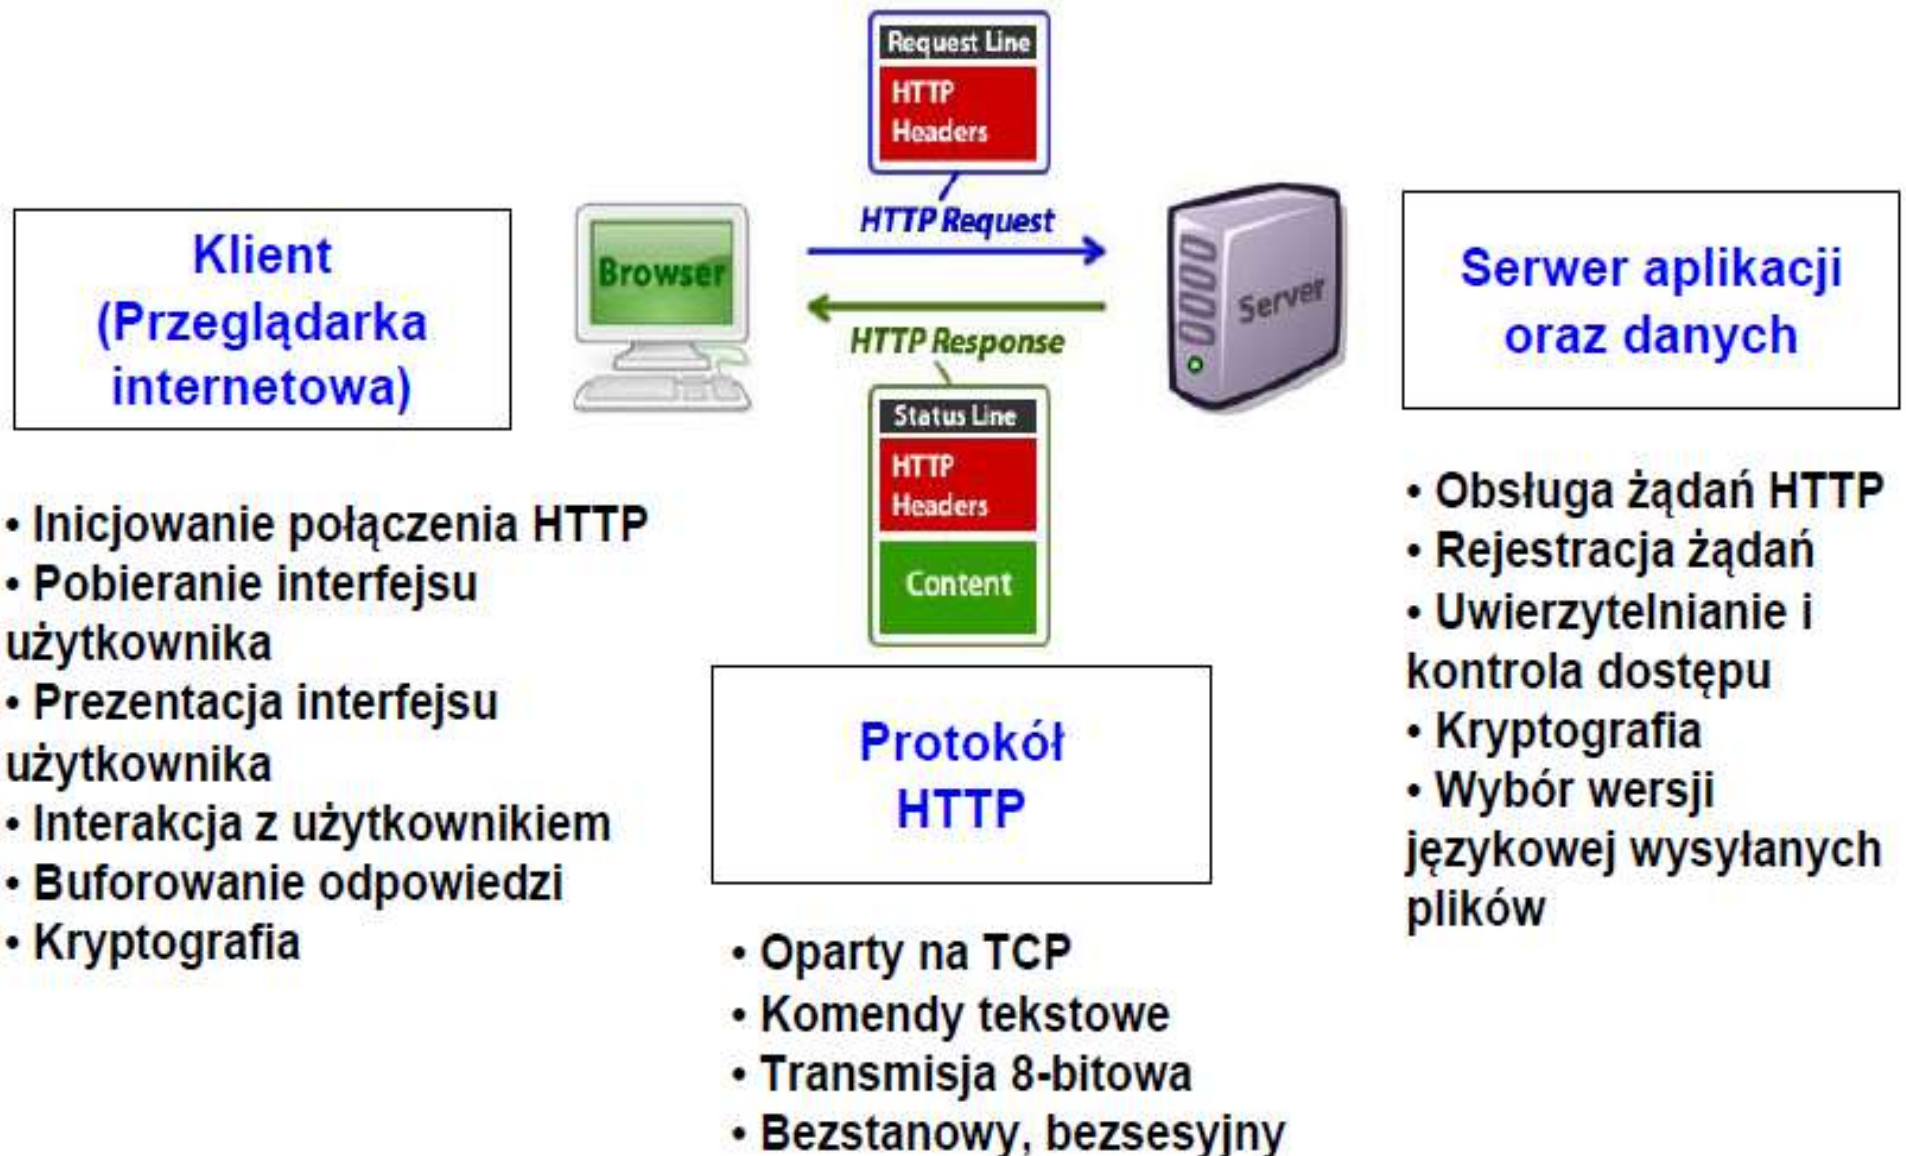 Request Line
HTTP
Headers
HTTP Request
Klient
(Przeglądarka
internetowa)
Browser
Server
Serwer aplikacji
oraz danych
HTTP Response
Status Line
HTTP
Headers
Content
• Inicjowanie połączenia HTTP
• Pobieranie interfejsu
użytkownika
• Prezentacja interfejsu
użytkownika
• Interakcja z użytkownikiem
• Buforowanie odpowiedzi
• Kryptografia
Protokół
HTTP
• Oparty na TCP
• Komendy tekstowe
• Transmisja 8-bitowa
• Bezstanowy, bezsesyjny
• Obsługa żądań HTTP
• Rejestracja żądań
• Uwierzytelnianie i
kontrola dostępu
• Kryptografia
• Wybór wersji
językowej wysyłanych
plików